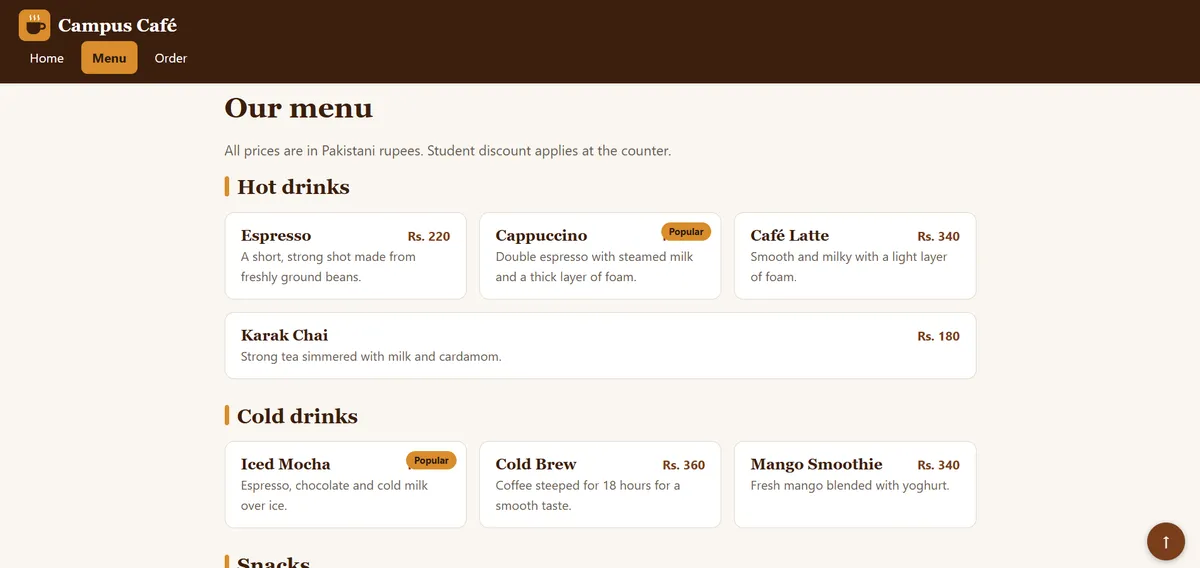 Campus Café
Home Menu Order
Our menu
All prices are in Pakistani rupees. Student discount applies at the counter.
Hot drinks
Espresso Rs. 220
A short, strong shot made from
freshly ground beans.
Cappuccino Popular
Double espresso with steamed milk
and a thick layer of foam.
Café Latte Rs. 340
Smooth and milky with a light layer
of foam.
Karak Chai Rs. 180
Strong tea simmered with milk and cardamom.
Cold drinks
Iced Mocha Popular
Espresso, chocolate and cold milk
over ice.
Cold Brew Rs. 360
Coffee steeped for 18 hours for a
smooth taste.
Mango Smoothie Rs. 340
Fresh mango blended with yoghurt.
Snacks
↑